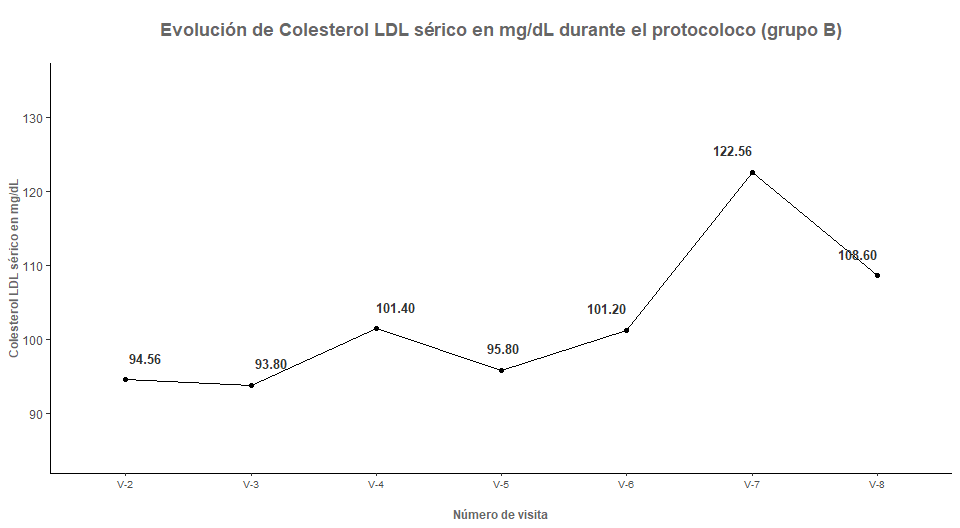 Evolución de Colesterol LDL sérico en mg/dL durante el protocoloco (grupo B)
Colesterol LDL sérico en mg/dL
130
120
110
100
90
94.56
93.80
101.40
95.80
101.20
122.56
108.60
V-2
V-3
V-4
V-5
V-6
V-7
V-8
Número de visita